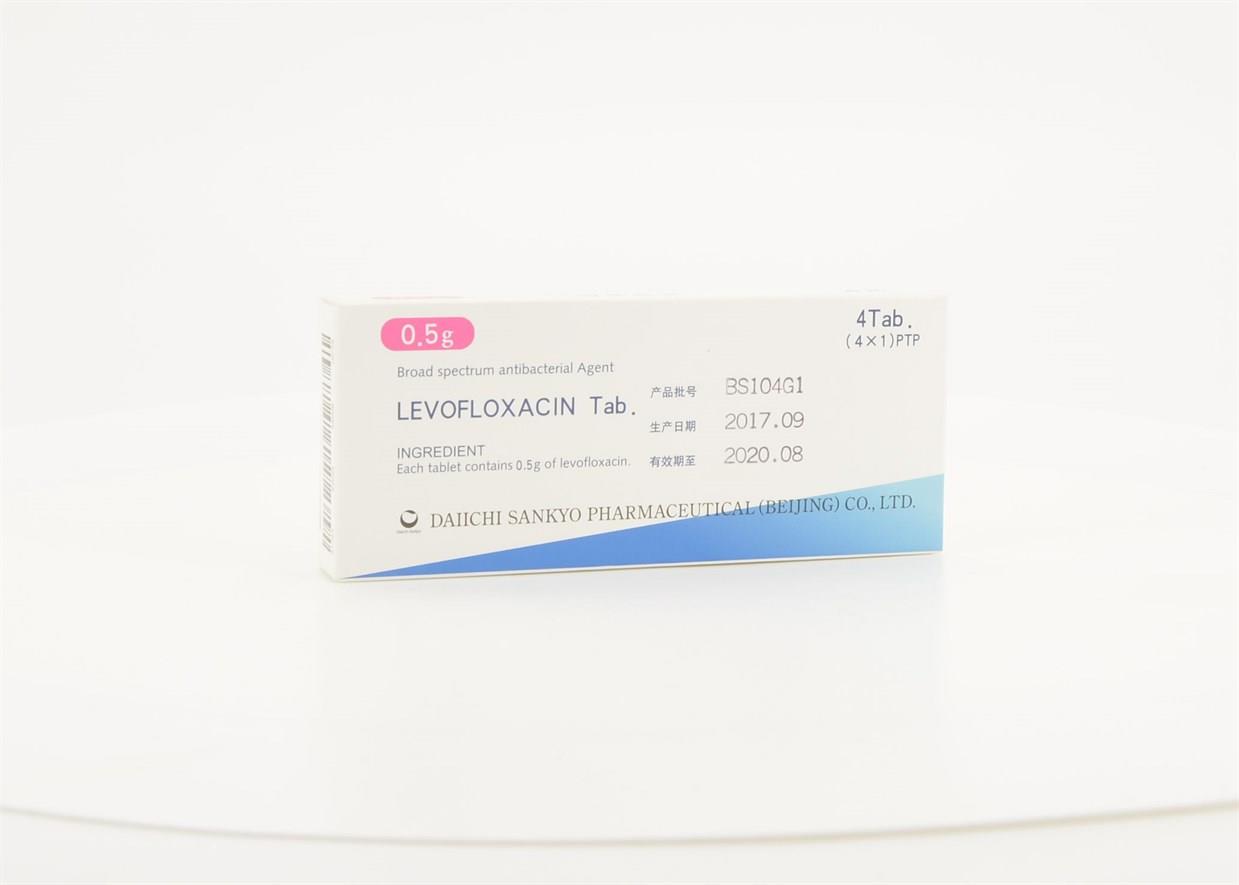 0.5g
4Tab.
(4×1)PTP
Broad spectrum antibacterial Agent
LEVOFLOXACIN Tab.
产品批号 BS104G1
生产日期 2017.09
有效期至 2020.08
INGREDIENT
Each tablet contains 0.5g of levofloxacin.
DAIICHI SANKYO PHARMACEUTICAL (BEIJING) CO., LTD.